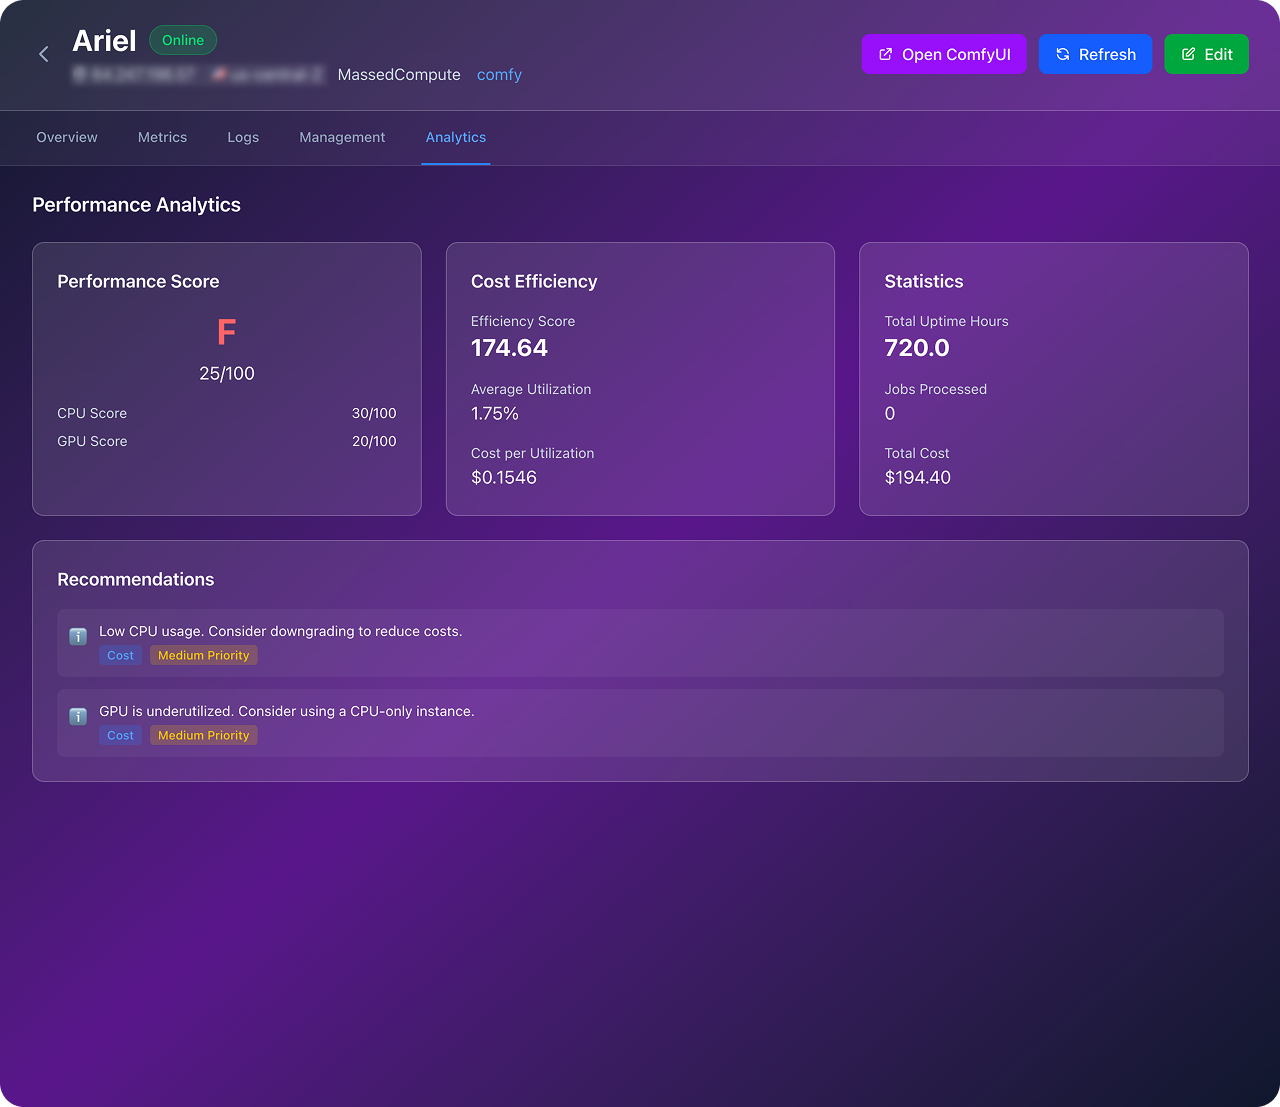 Ariel
Online
MassedCompute
comfy
Open ComfyUI
Refresh
Edit
Overview
Metrics
Logs
Management
Analytics
Performance Analytics
Performance Score
F
25/100
CPU Score
30/100
GPU Score
20/100
Cost Efficiency
Efficiency Score
174.64
Average Utilization
1.75%
Cost per Utilization
$0.1546
Statistics
Total Uptime Hours
720.0
Jobs Processed
0
Total Cost
$194.40
Recommendations
Low CPU usage. Consider downgrading to reduce costs.
Cost
Medium Priority
GPU is underutilized. Consider using a CPU-only instance.
Cost
Medium Priority